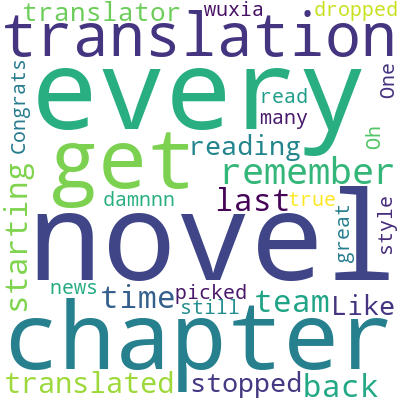 translator wuxia dropped
translation
Congrats every One
get read Oh
many
reading
starting remember
damnnn last true great style
novel
news time picked team Like
still
chapter
translated stopped back